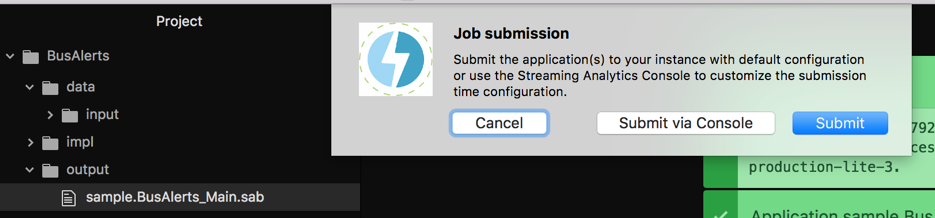 Project
BusAlerts
data
input
impl
output
sample.BusAlerts_Main.sab
Job submission
Submit the application(s) to your instance with default configuration
or use the Streaming Analytics Console to customize the submission
time configuration.
Cancel
Submit via Console
Submit
production-lite-3.
Application sample.Bus